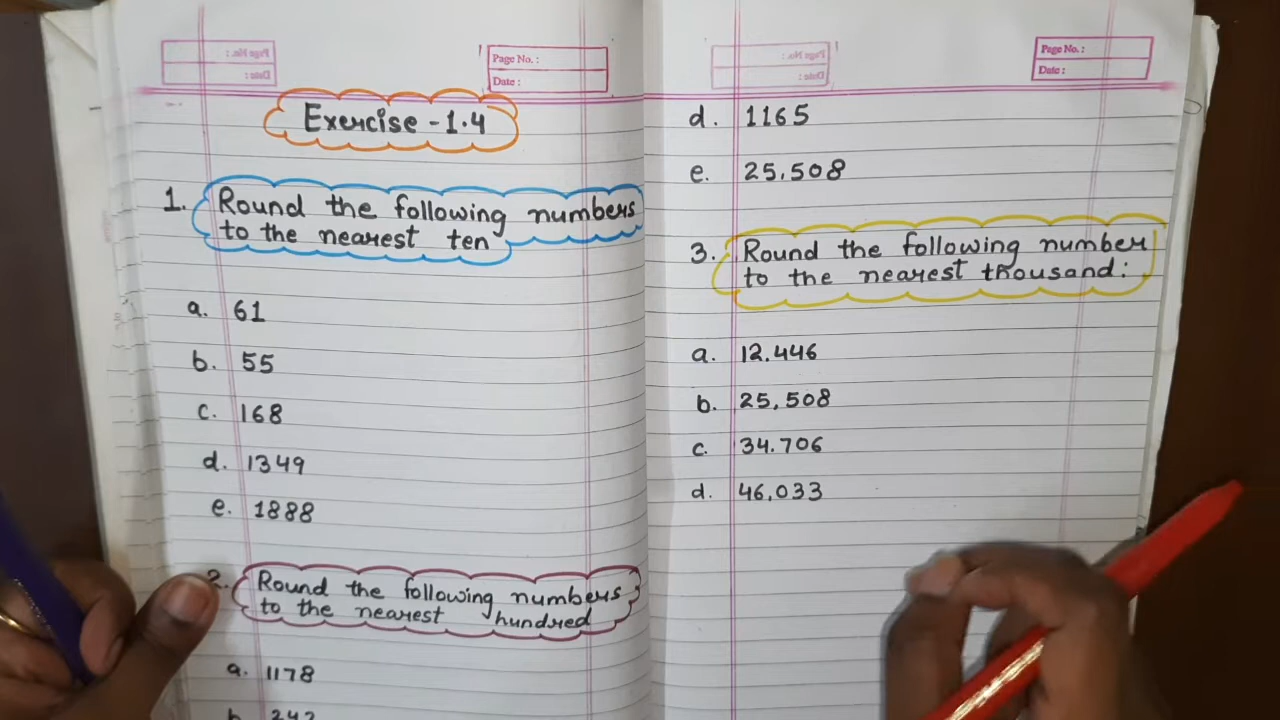 Page No. :
Date :
Exercise - 1.4
1. Round the following numbers
to the nearest ten
a. 61
b. 55
c. 168
d. 1349
e. 1888
2. Round the following numbers
to the nearest hundred
a. 1178
b. 242
Page No. :
Date :
d. 1165
e. 25,508
3. Round the following number
to the nearest thousand:
a. 12,446
b. 25,508
c. 34.706
d. 46,033